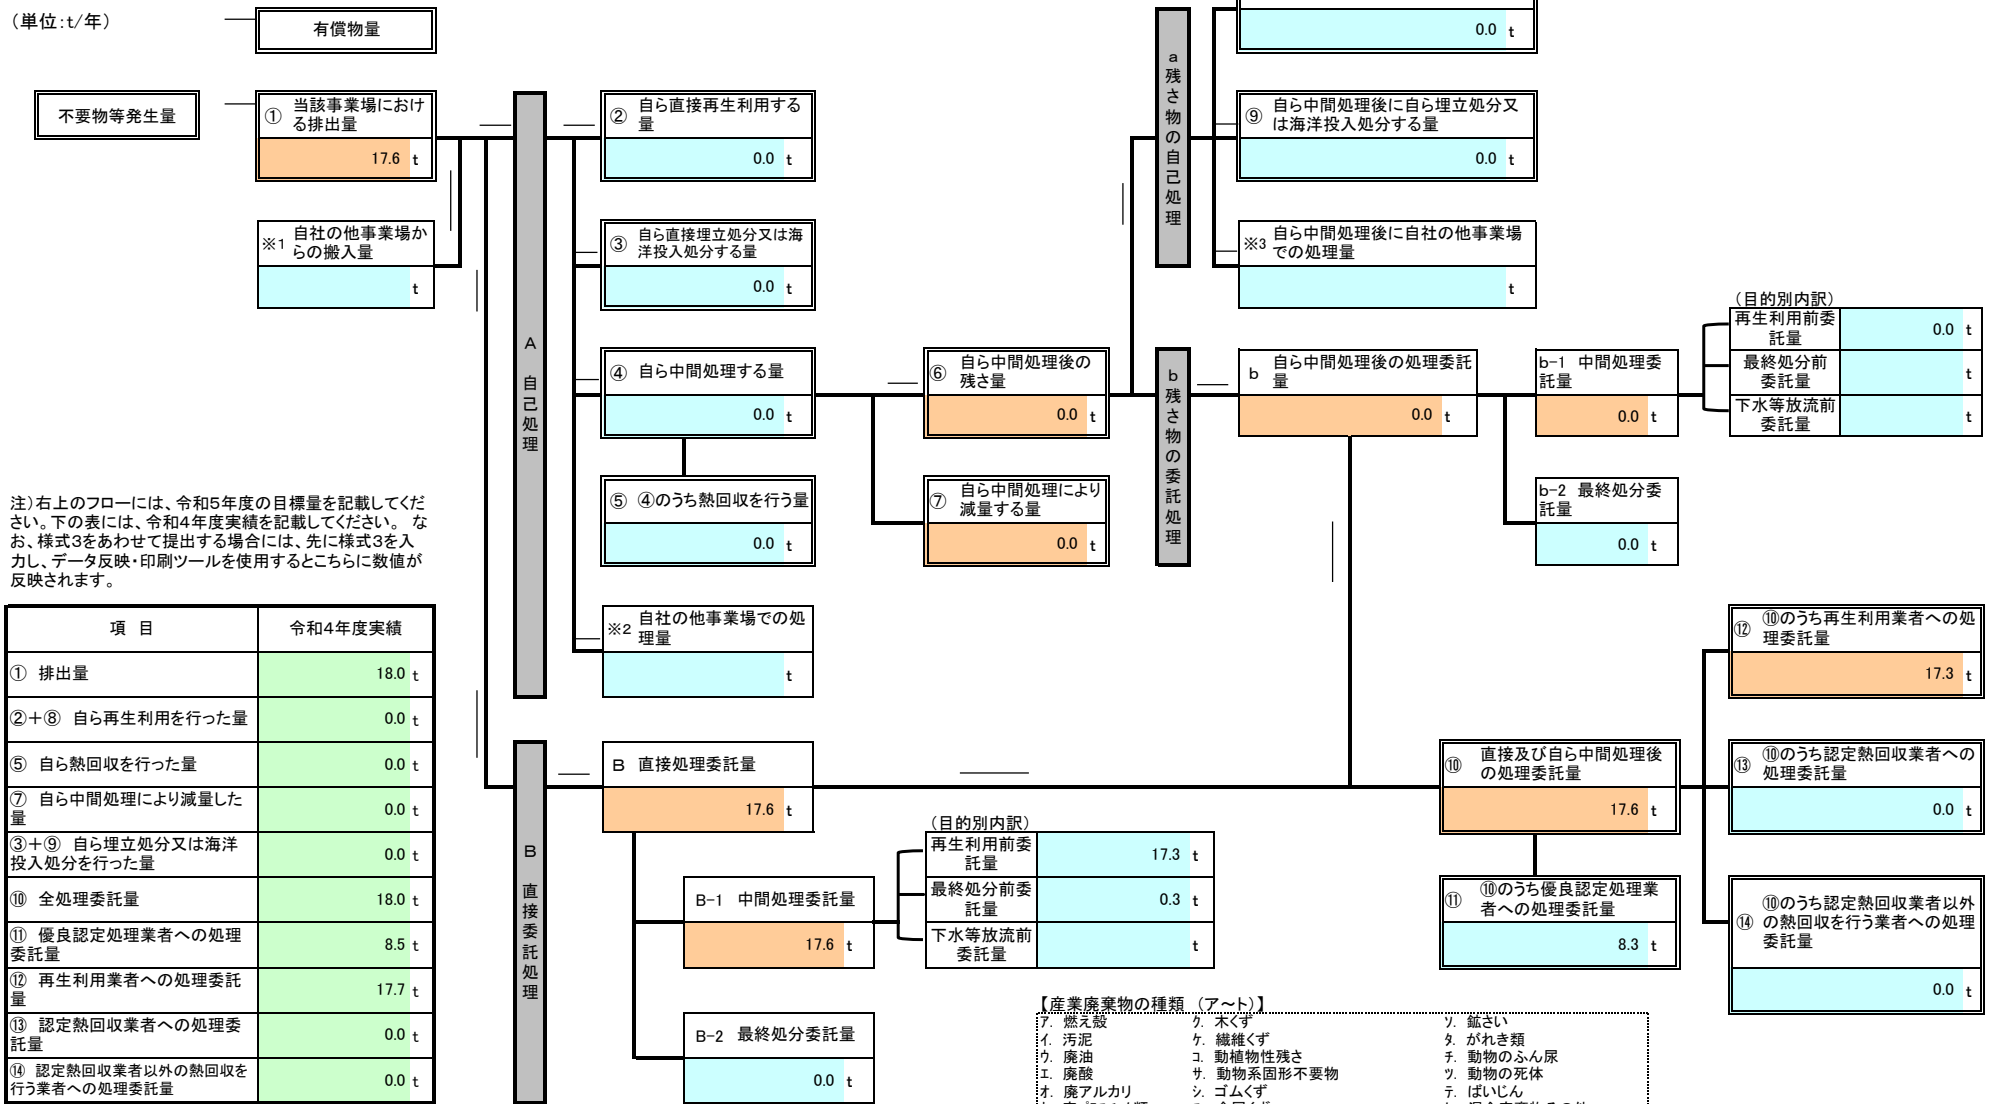 （単位：t/年）
有償物量
0.0 t
不要物等発生量
① 当該事業場におけ
る排出量
17.6 t
※1 自社の他事業場か
らの搬入量
t
A 自己処理
② 自ら直接再生利用する
量
0.0 t
③ 自ら直接埋立処分又は海
洋投入処分する量
0.0 t
④ 自ら中間処理する量
0.0 t
⑤ ④のうち熱回収を行う量
0.0 t
※2 自社の他事業場での処
理量
t
⑥ 自ら中間処理後の
残さ量
0.0 t
⑦ 自ら中間処理により
減量する量
0.0 t
a 残さ物の自己処理
⑨ 自ら中間処理後に自ら埋立処分又
は海洋投入処分する量
0.0 t
※3 自ら中間処理後に自社の他事業場
での処理量
t
b 残さ物の委託処理
b 自ら中間処理後の処理委託
量
0.0 t
b-1 中間処理委
託量
0.0 t
b-2 最終処分委
託量
0.0 t
（目的別内訳）
再生利用前委
託量
0.0 t
最終処分前
委託量
t
下水等放流前
委託量
t
注）右上のフローには、令和5年度の目標量を記載してくだ
さい。下の表には、令和4年度実績を記載してください。 な
お、様式3をあわせて提出する場合には、先に様式3を入
力し、データ反映・印刷ツールを使用するとこちらに数値が
反映されます。
項 目 令和4年度実績
① 排出量 18.0 t
②＋⑧ 自ら再生利用を行った量 0.0 t
⑤ 自ら熱回収を行った量 0.0 t
⑦ 自ら中間処理により減量した
量 0.0 t
③＋⑨ 自ら埋立処分又は海洋
投入処分を行った量 0.0 t
⑩ 全処理委託量 18.0 t
⑪ 優良認定処理業者への処理
委託量 8.5 t
⑫ 再生利用業者への処理委託
量 17.7 t
⑬ 認定熱回収業者への処理委
託量 0.0 t
⑭ 認定熱回収業者以外の熱回収を
行う業者への処理委託量 0.0 t
B 直接委託処理
B 直接処理委託量
17.6 t
B-1 中間処理委託量
17.6 t
B-2 最終処分委託量
0.0 t
（目的別内訳）
再生利用前委
託量
17.3 t
最終処分前委
託量
0.3 t
下水等放流前
委託量
t
⑩ 直接及び自ら中間処理後
の処理委託量
17.6 t
⑪ ⑩のうち優良認定処理業
者への処理委託量
8.3 t
⑫ ⑩のうち再生利用業者への処
理委託量
17.3 t
⑬ ⑩のうち認定熱回収業者への
処理委託量
0.0 t
⑭ ⑩のうち認定熱回収業者以外
の熱回収を行う業者への処理
委託量
0.0 t
【産業廃棄物の種類 （ア～ト）】
ア. 燃え殻 ク. 木くず ソ. 鉱さい
イ. 汚泥 ケ. 繊維くず タ. がれき類
ウ. 廃油 コ. 動植物性残さ チ. 動物のふん尿
エ. 廃酸 サ. 動物系固形不要物 ツ. 動物の死体
オ. 廃アルカリ シ. ゴムくず テ. ばいじん